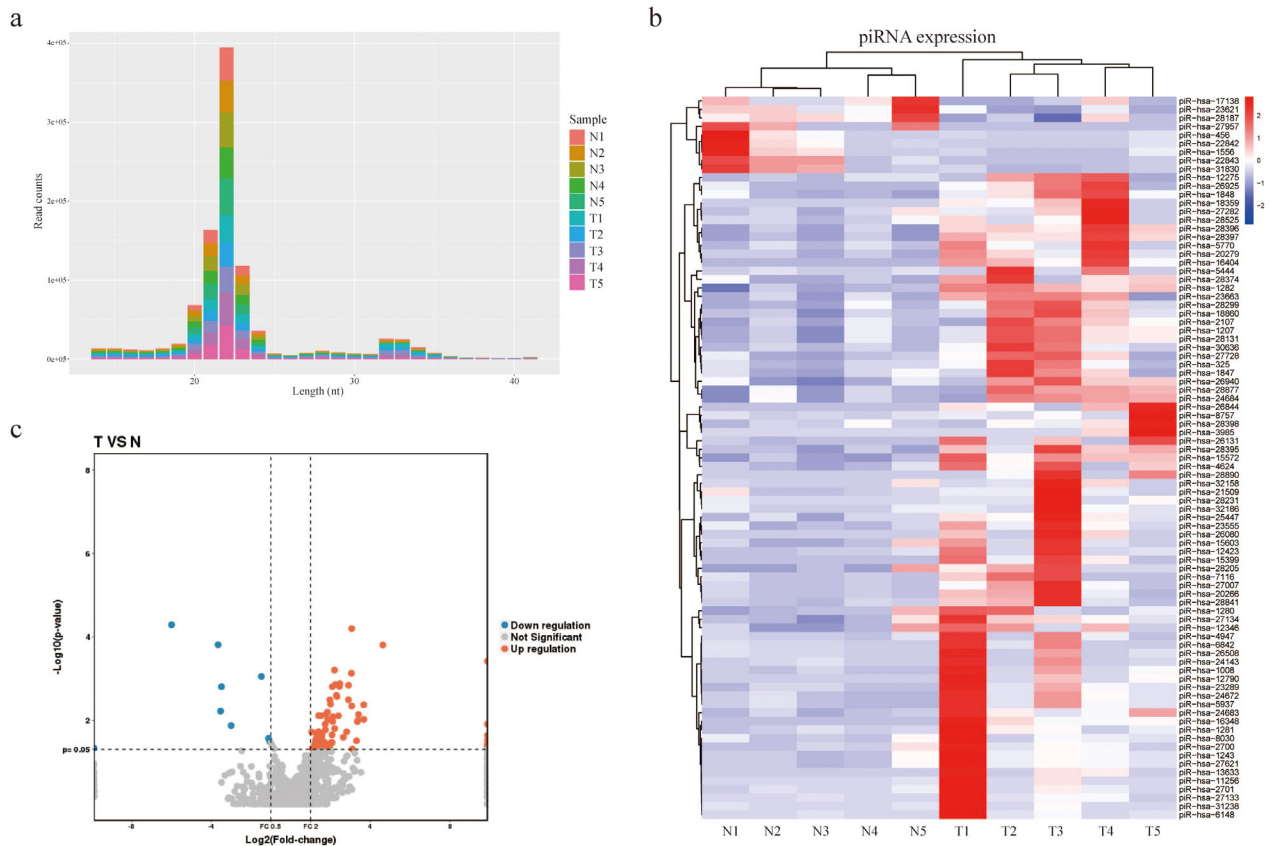 a
4e+05
3e+05
2e+05
1e+05
0e+05
Read counts
20
30
40
Length (nt)
Sample
N1
N2
N3
N4
N5
T1
T2
T3
T4
T5
b
piRNA expression
piR-hsa-17138
piR-hsa-23621
piR-hsa-28187
piR-hsa-27957
piR-hsa-456
piR-hsa-22842
piR-hsa-1556
piR-hsa-22843
piR-hsa-31830
piR-hsa-12275
piR-hsa-26925
piR-hsa-1848
piR-hsa-18359
piR-hsa-27282
piR-hsa-28525
piR-hsa-28396
piR-hsa-28397
piR-hsa-5770
piR-hsa-20279
piR-hsa-16404
piR-hsa-5444
piR-hsa-28374
piR-hsa-1282
piR-hsa-23663
piR-hsa-28299
piR-hsa-18860
piR-hsa-2107
piR-hsa-1207
piR-hsa-28131
piR-hsa-30636
piR-hsa-27728
piR-hsa-325
piR-hsa-1847
piR-hsa-26940
piR-hsa-28877
piR-hsa-24684
piR-hsa-26844
piR-hsa-8757
piR-hsa-28398
piR-hsa-3985
piR-hsa-26131
piR-hsa-28395
piR-hsa-15572
piR-hsa-4624
piR-hsa-28890
piR-hsa-32158
piR-hsa-21509
piR-hsa-28231
piR-hsa-32186
piR-hsa-25447
piR-hsa-23555
piR-hsa-26080
piR-hsa-15603
piR-hsa-12423
piR-hsa-15399
piR-hsa-28205
piR-hsa-7116
piR-hsa-27007
piR-hsa-20266
piR-hsa-28841
piR-hsa-1280
piR-hsa-27134
piR-hsa-12346
piR-hsa-4947
piR-hsa-6842
piR-hsa-26508
piR-hsa-24143
piR-hsa-1008
piR-hsa-12790
piR-hsa-23289
piR-hsa-24672
piR-hsa-5937
piR-hsa-24683
piR-hsa-16348
piR-hsa-1281
piR-hsa-8030
piR-hsa-2700
piR-hsa-1243
piR-hsa-27621
piR-hsa-13633
piR-hsa-11256
piR-hsa-2701
piR-hsa-27133
piR-hsa-31238
piR-hsa-6148
N1 N2 N3 N4 N5 T1 T2 T3 T4 T5
2
1
0
-1
-2
c
T VS N
8
6
4
2
p= 0.05
-Log10(p-value)
-8
-4
FC 0.5
FC 2
4
8
Log2(Fold-change)
Down regulation
Not Significant
Up regulation